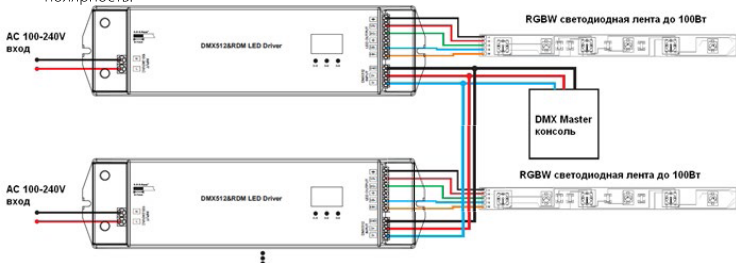 полярность.
RGBW светодиодная лента до 100Вт
AC 100-240V
вход
DMX512&RDM LED Driver
DMX Master
консоль
RGBW светодиодная лента до 100Вт
AC 100-240V
вход
DMX512&RDM LED Driver